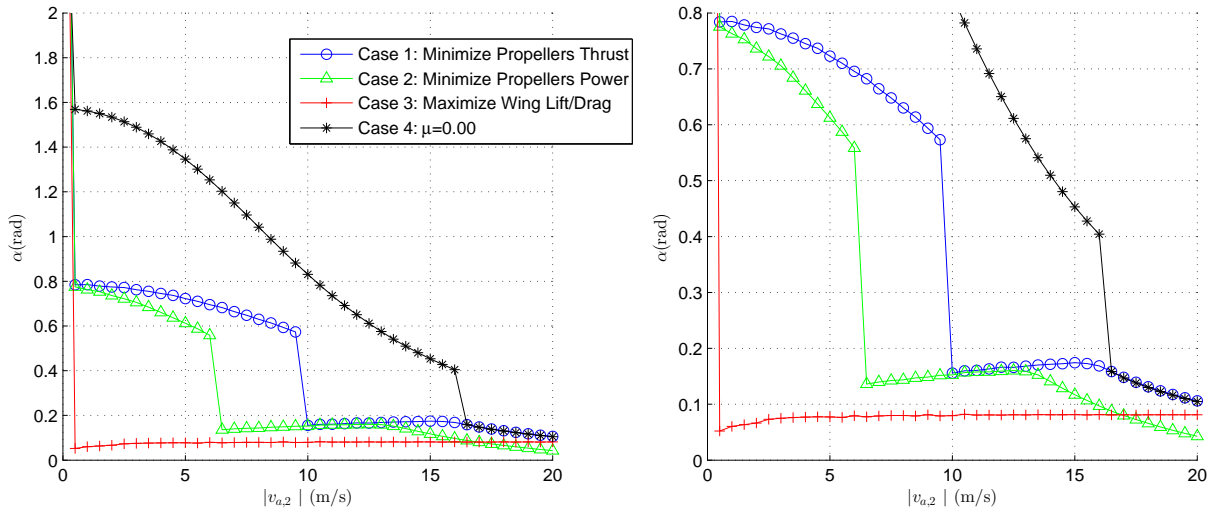 2
1.8
1.6
1.4
1.2
1
0.8
0.6
0.4
0.2
0
α(rad)
0 5 10 15 20
|v_{a,2} | (m/s)
Case 1: Minimize Propellers Thrust
Case 2: Minimize Propellers Power
Case 3: Maximize Wing Lift/Drag
Case 4: μ=0.00
0.8
0.7
0.6
0.5
0.4
0.3
0.2
0.1
0
α(rad)
0 5 10 15 20
|v_{a,2} | (m/s)